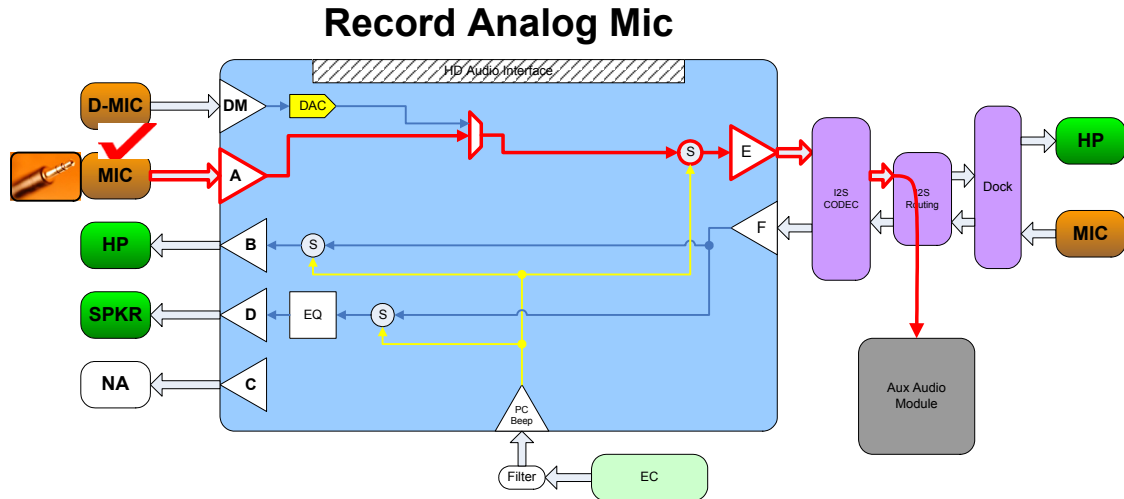 Record Analog Mic
HD Audio Interface
D-MIC
DM
DAC
MIC
A
S
E
HP
I2S
CODEC
I2S
Routing
Dock
HP
B
S
F
MIC
SPKR
D
EQ
S
NA
C
PC
Beep
Aux Audio
Module
Filter
EC